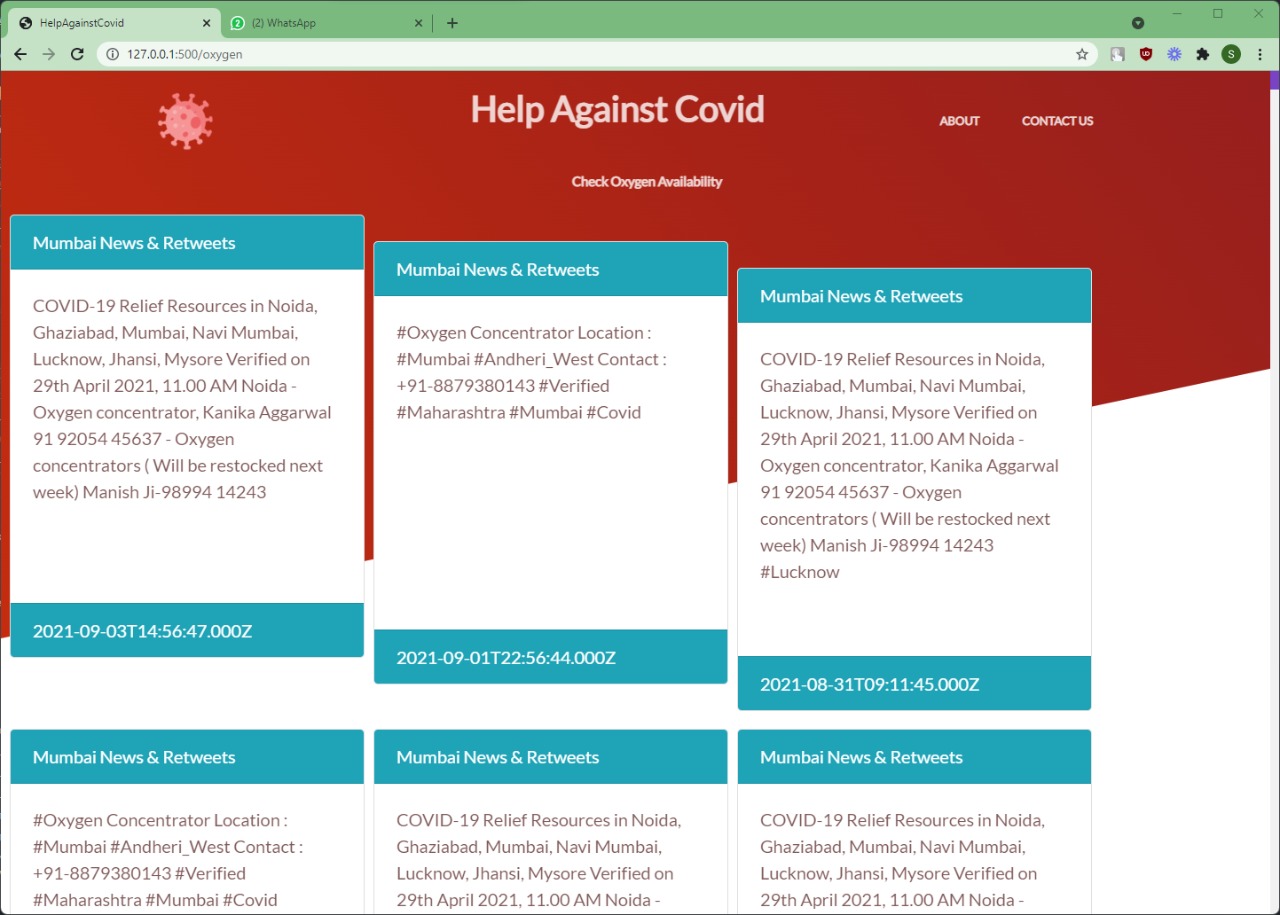 HelpAgainstCovid
(2) WhatsApp
127.0.0.1:500/oxygen
S
Help Against Covid
ABOUT
CONTACT US
Check Oxygen Availability
Mumbai News & Retweets
COVID-19 Relief Resources in Noida,
Ghaziabad, Mumbai, Navi Mumbai,
Lucknow, Jhansi, Mysore Verified on
29th April 2021, 11.00 AM Noida -
Oxygen concentrator, Kanika Aggarwal
91 92054 45637 - Oxygen
concentrators ( Will be restocked next
week) Manish Ji-98994 14243
2021-09-03T14:56:47.000Z
Mumbai News & Retweets
#Oxygen Concentrator Location :
#Mumbai #Andheri_West Contact :
+91-8879380143 #Verified
#Maharashtra #Mumbai #Covid
2021-09-01T22:56:44.000Z
Mumbai News & Retweets
COVID-19 Relief Resources in Noida,
Ghaziabad, Mumbai, Navi Mumbai,
Lucknow, Jhansi, Mysore Verified on
29th April 2021, 11.00 AM Noida -
Oxygen concentrator, Kanika Aggarwal
91 92054 45637 - Oxygen
concentrators ( Will be restocked next
week) Manish Ji-98994 14243
#Lucknow
2021-08-31T09:11:45.000Z
Mumbai News & Retweets
#Oxygen Concentrator Location :
#Mumbai #Andheri_West Contact :
+91-8879380143 #Verified
#Maharashtra #Mumbai #Covid
Mumbai News & Retweets
COVID-19 Relief Resources in Noida,
Ghaziabad, Mumbai, Navi Mumbai,
Lucknow, Jhansi, Mysore Verified on
29th April 2021, 11.00 AM Noida -
Mumbai News & Retweets
COVID-19 Relief Resources in Noida,
Ghaziabad, Mumbai, Navi Mumbai,
Lucknow, Jhansi, Mysore Verified on
29th April 2021, 11.00 AM Noida -